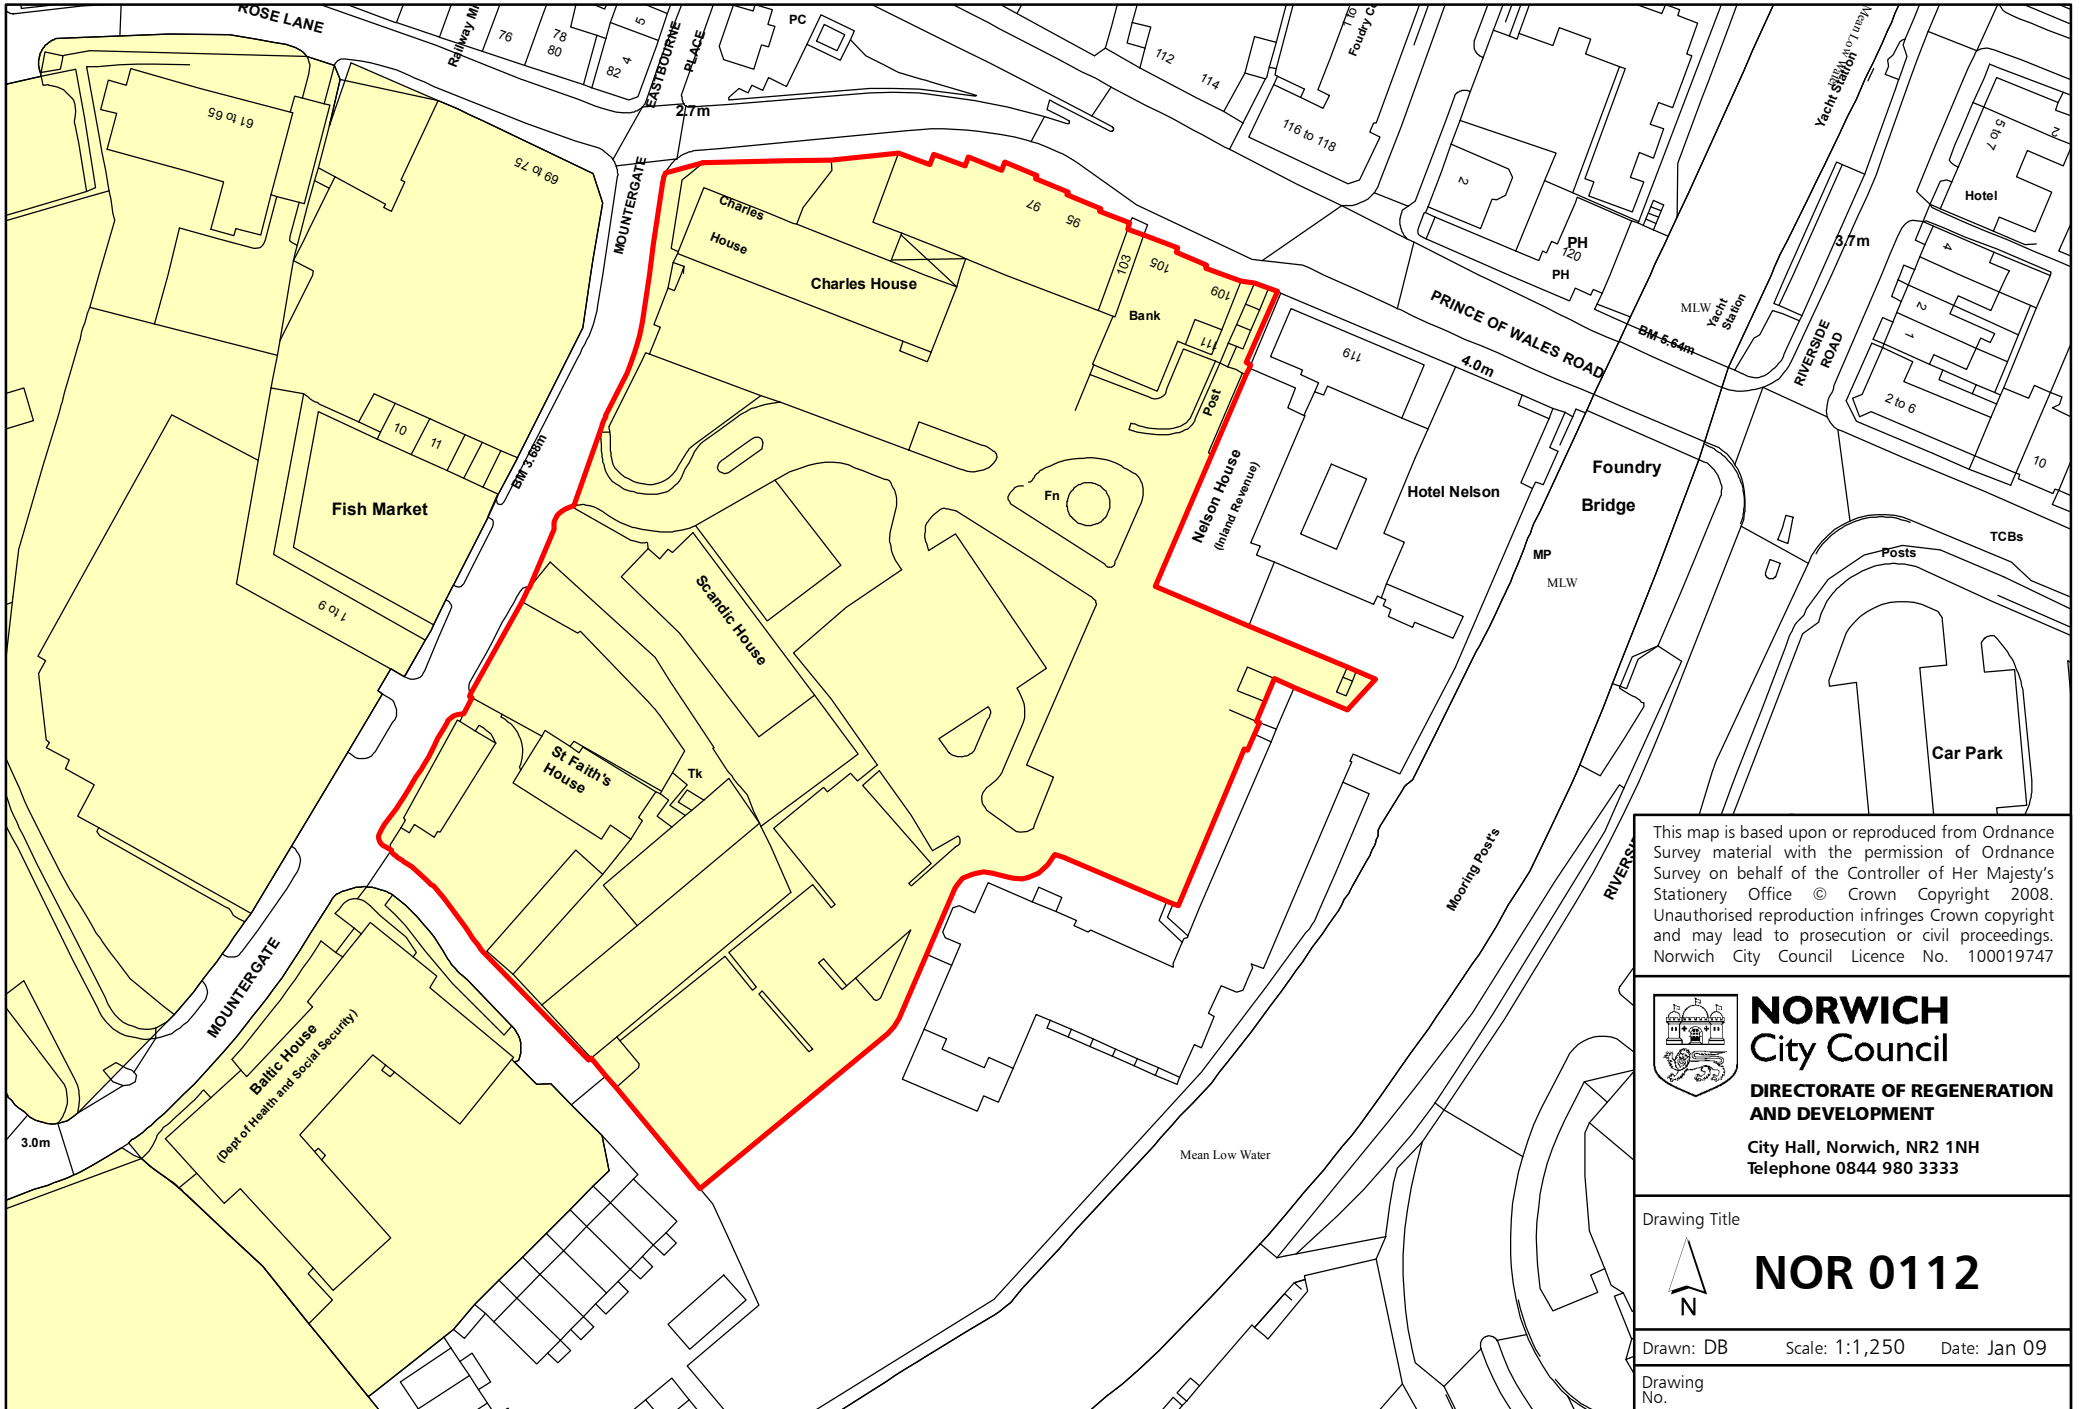 ROSE LANE
76
78
80
82
4
5
EASTBOURNE
PLACE
PC
2.7m
112
114
116 to 118
2
PH
120
PH
Mean Low Water
Yacht Station
5 to 7
2
Hotel
3.7m
4
2
1
2 to 6
10
61 to 65
69 to 75
MOUNTERGATE
Charles
House
Charles House
97
95
103
105
109
Bank
111
Post
119
PRINCE OF WALES ROAD
4.0m
MLW
Yacht
Station
BM 5.64m
RIVERSIDE
ROAD
10
11
BM 3.68m
Fish Market
1 to 9
Fn
Nelson House
(Inland Revenue)
Hotel Nelson
Foundry
Bridge
MP
MLW
Posts
TCBs
Car Park
Scandic House
St Faith's
House
Tk
Mooring Post's
MOUNTERGATE
Baltic House
(Dept of Health and Social Security)
3.0m
Mean Low Water
This map is based upon or reproduced from Ordnance
Survey material with the permission of Ordnance
Survey on behalf of the Controller of Her Majesty's
Stationery Office © Crown Copyright 2008.
Unauthorised reproduction infringes Crown copyright
and may lead to prosecution or civil proceedings.
Norwich City Council Licence No. 100019747
NORWICH
City Council
DIRECTORATE OF REGENERATION
AND DEVELOPMENT
City Hall, Norwich, NR2 1NH
Telephone 0844 980 3333
Drawing Title
N
NOR 0112
Drawn: DB Scale: 1:1,250 Date: Jan 09
Drawing
No.